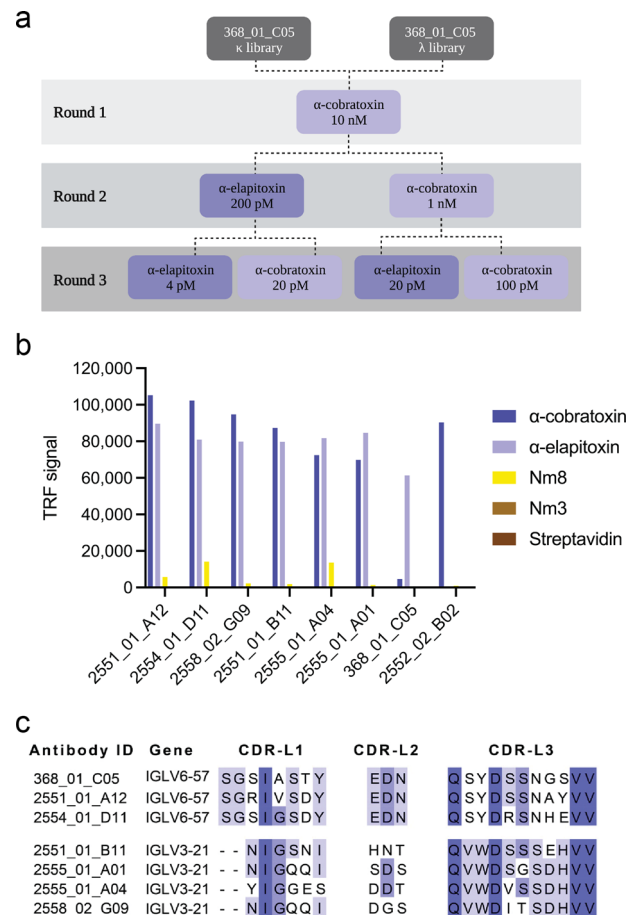 a
368_01_C05
κ library
368_01_C05
λ library
Round 1
α-cobratoxin
10 nM
Round 2
α-elapitoxin
200 pM
α-cobratoxin
1 nM
Round 3
α-elapitoxin
4 pM
α-cobratoxin
20 pM
α-elapitoxin
20 pM
α-cobratoxin
100 pM
b
TRF signal
120,000
100,000
80,000
60,000
40,000
20,000
0
2551_01_A12
2554_01_D11
2558_02_G09
2551_01_B11
2555_01_A04
2555_01_A01
368_01_C05
2552_02_B02
α-cobratoxin
α-elapitoxin
Nm8
Nm3
Streptavidin
c
Antibody ID Gene CDR-L1 CDR-L2 CDR-L3
368_01_C05 IGLV6-57 SGSIASTY EDN QSYDSSNGSVV
2551_01_A12 IGLV6-57 SGRIVSDY EDN QSYDSSNAYVV
2554_01_D11 IGLV6-57 SGSIGSDY EDN QSYDRSNHEVV
2551_01_B11 IGLV3-21 --NIGSNI HNT QVWDSSSEHVV
2555_01_A01 IGLV3-21 --NIGQQI SDS QVWDSGSDHVV
2555_01_A04 IGLV3-21 --YIGGES DDT QVWDVSSDHVV
2558_02_G09 IGLV3-21 --NIGQQI DGS QVWDITSDHVV